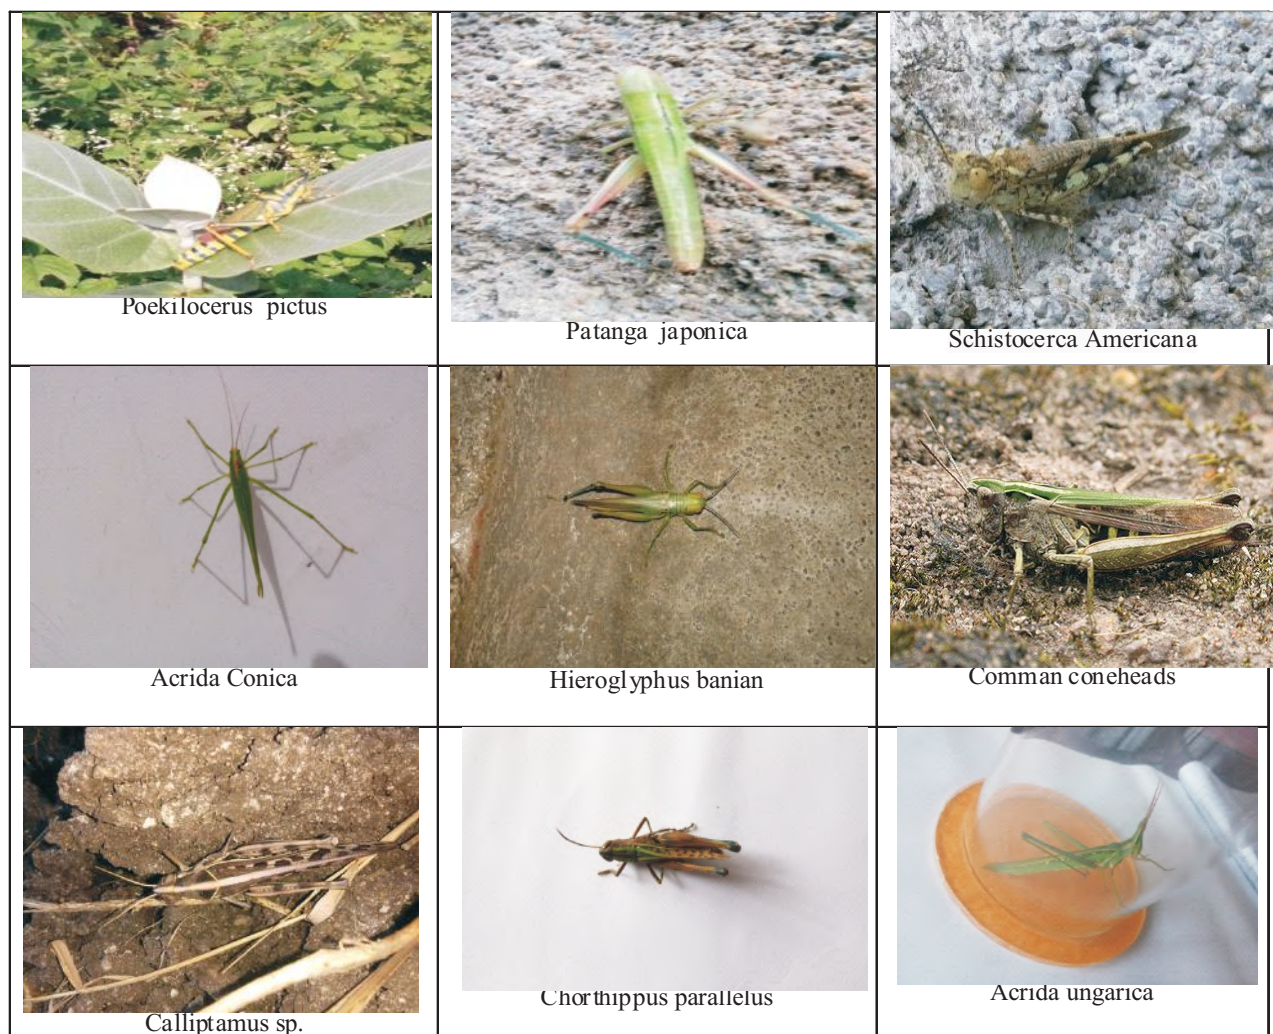 Poekilocerus pictus
Patanga japonica
Schistocerca Americana
Acrida Conica
Hieroglyphus banian
Comman coneheads
Calliptamus sp.
Chorthippus parallelus
Acrida ungarica